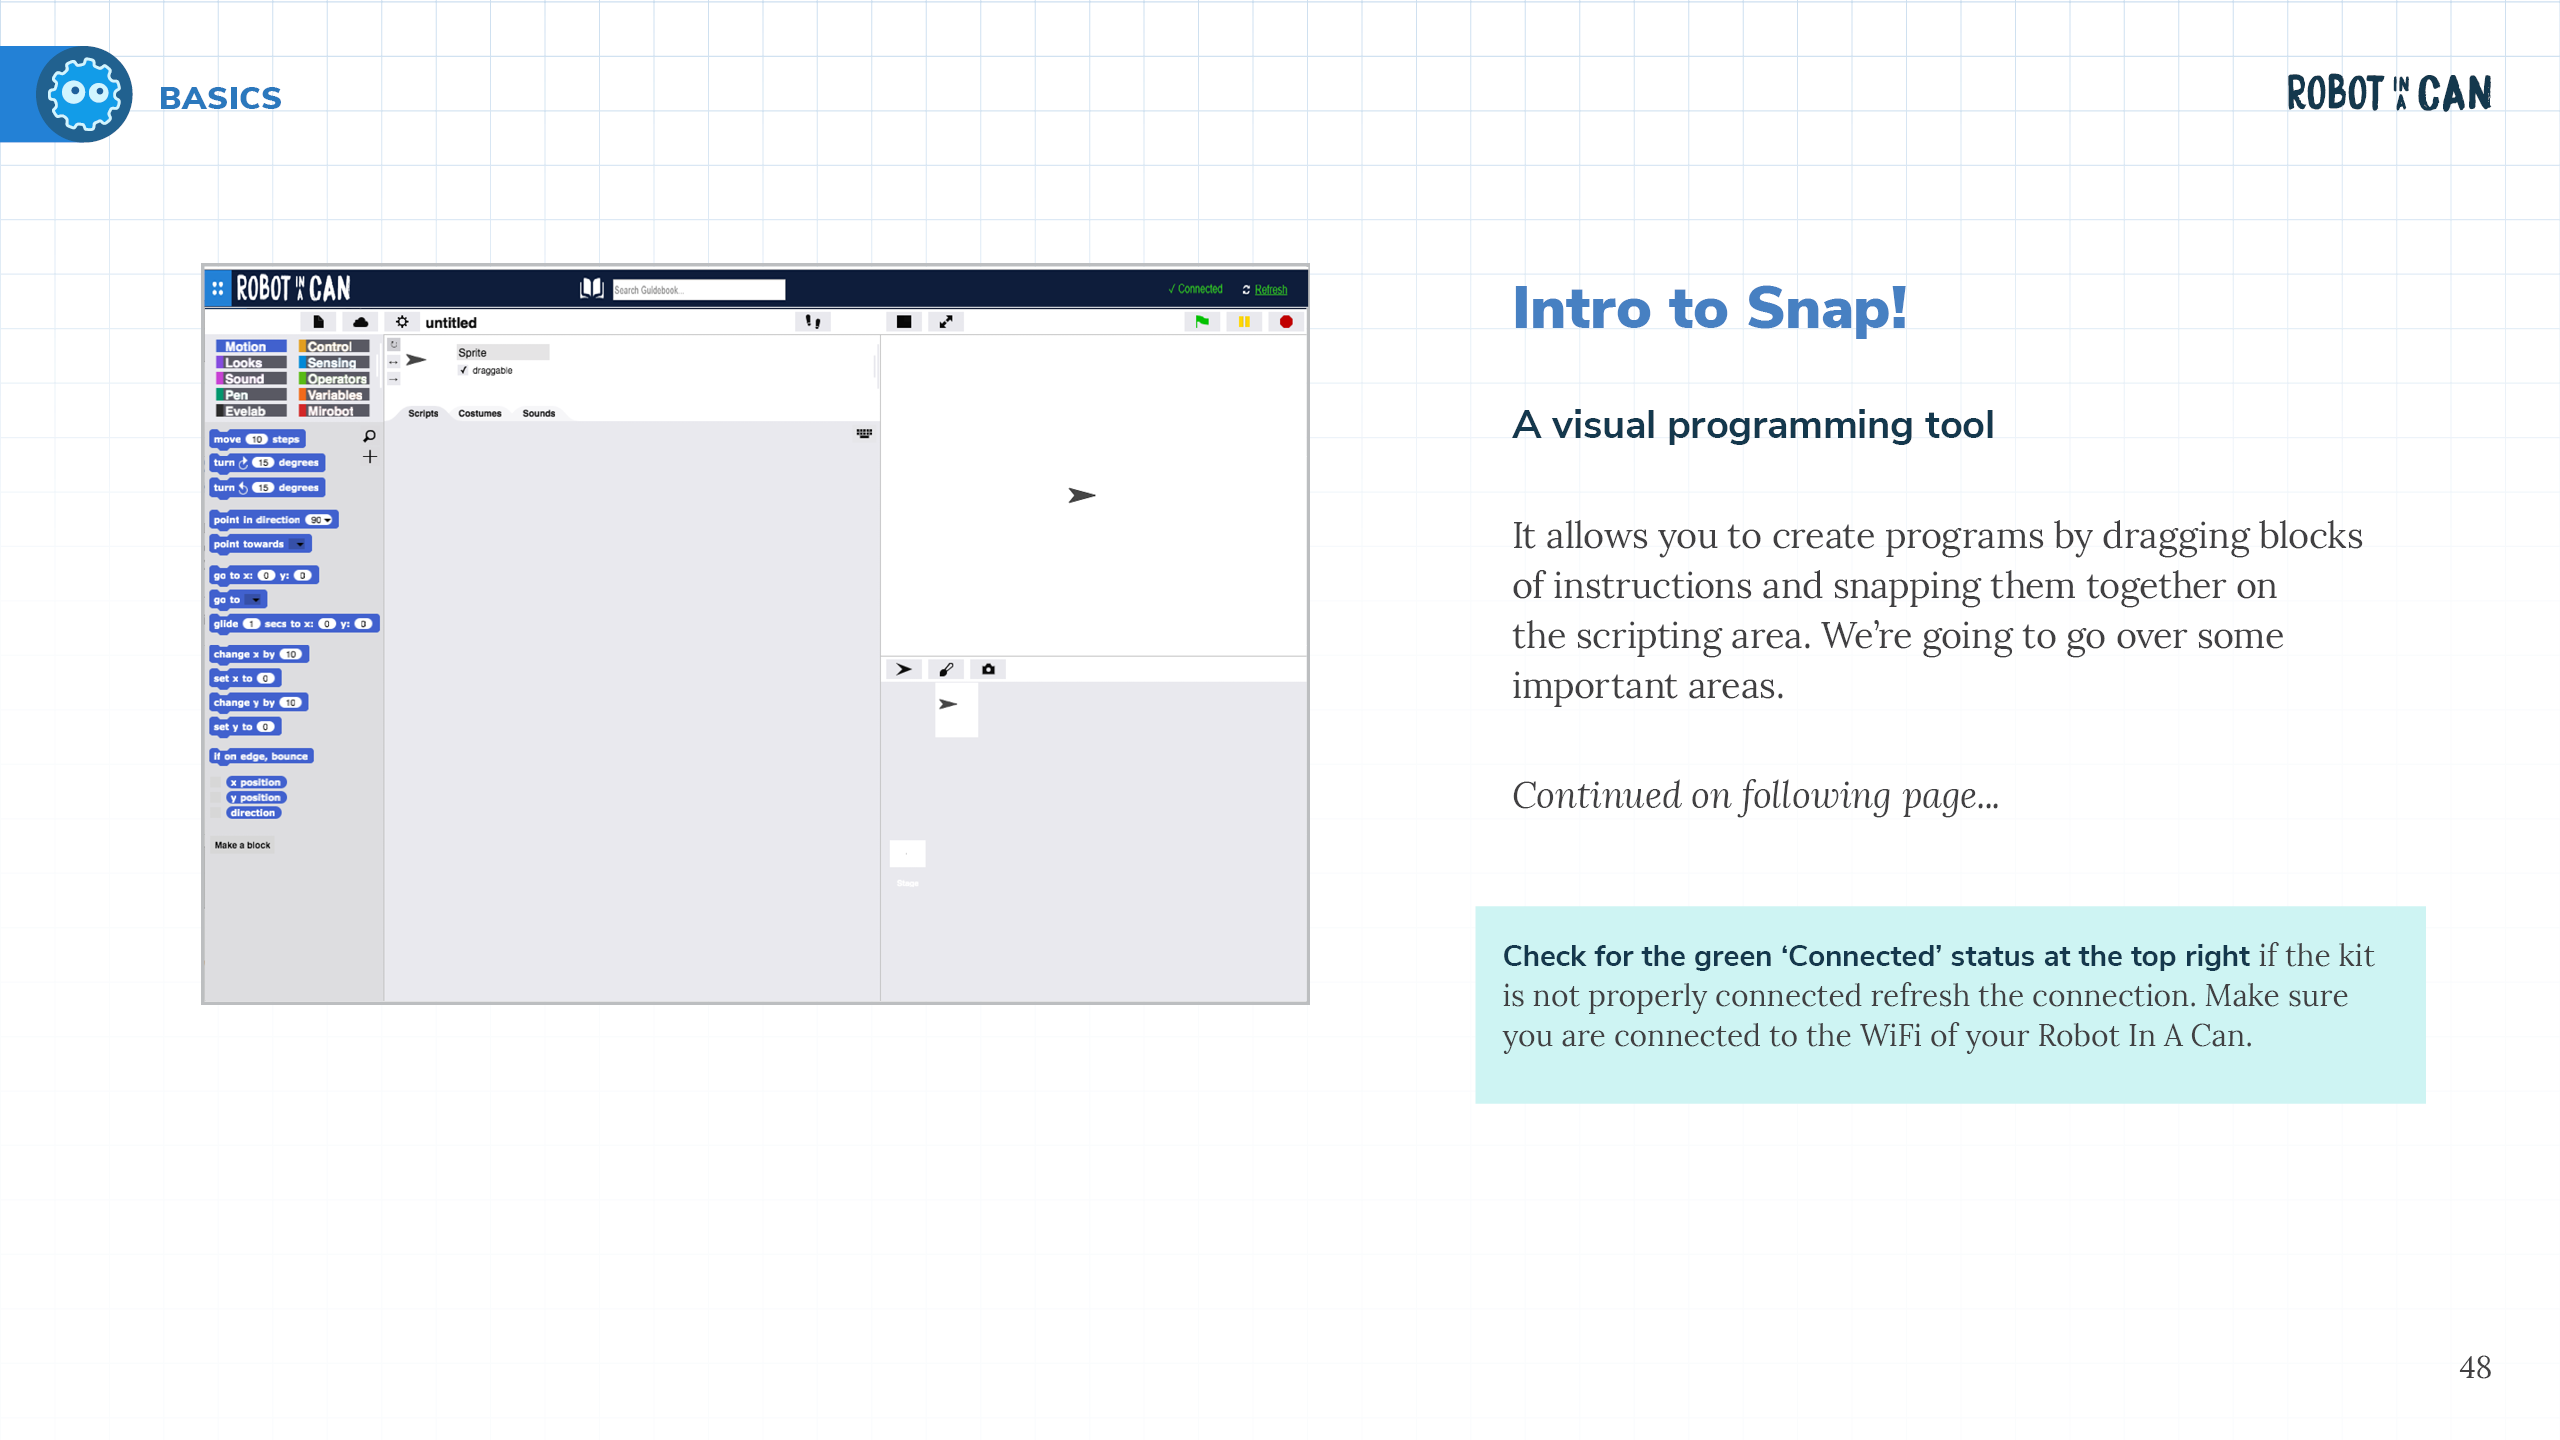 BASICS
ROBOT IN A CAN
ROBOT IN A CAN
Search Guidebook...
✓ Connected
Refresh
untitled
Motion
Control
Looks
Sensing
Sound
Operators
Pen
Variables
Evelab
Mirobot
Sprite
draggable
Scripts Costumes Sounds
move 10 steps
turn 15 degrees
turn 15 degrees
point in direction 90
point towards
go to x: 0 y: 0
go to
glide 1 secs to x: 0 y: 0
change x by 10
set x to 0
change y by 10
set y to 0
if on edge, bounce
x position
y position
direction
Make a block
Stage
Intro to Snap!
A visual programming tool
It allows you to create programs by dragging blocks
of instructions and snapping them together on
the scripting area. We’re going to go over some
important areas.
Continued on following page...
Check for the green ‘Connected’ status at the top right if the kit
is not properly connected refresh the connection. Make sure
you are connected to the WiFi of your Robot In A Can.
48